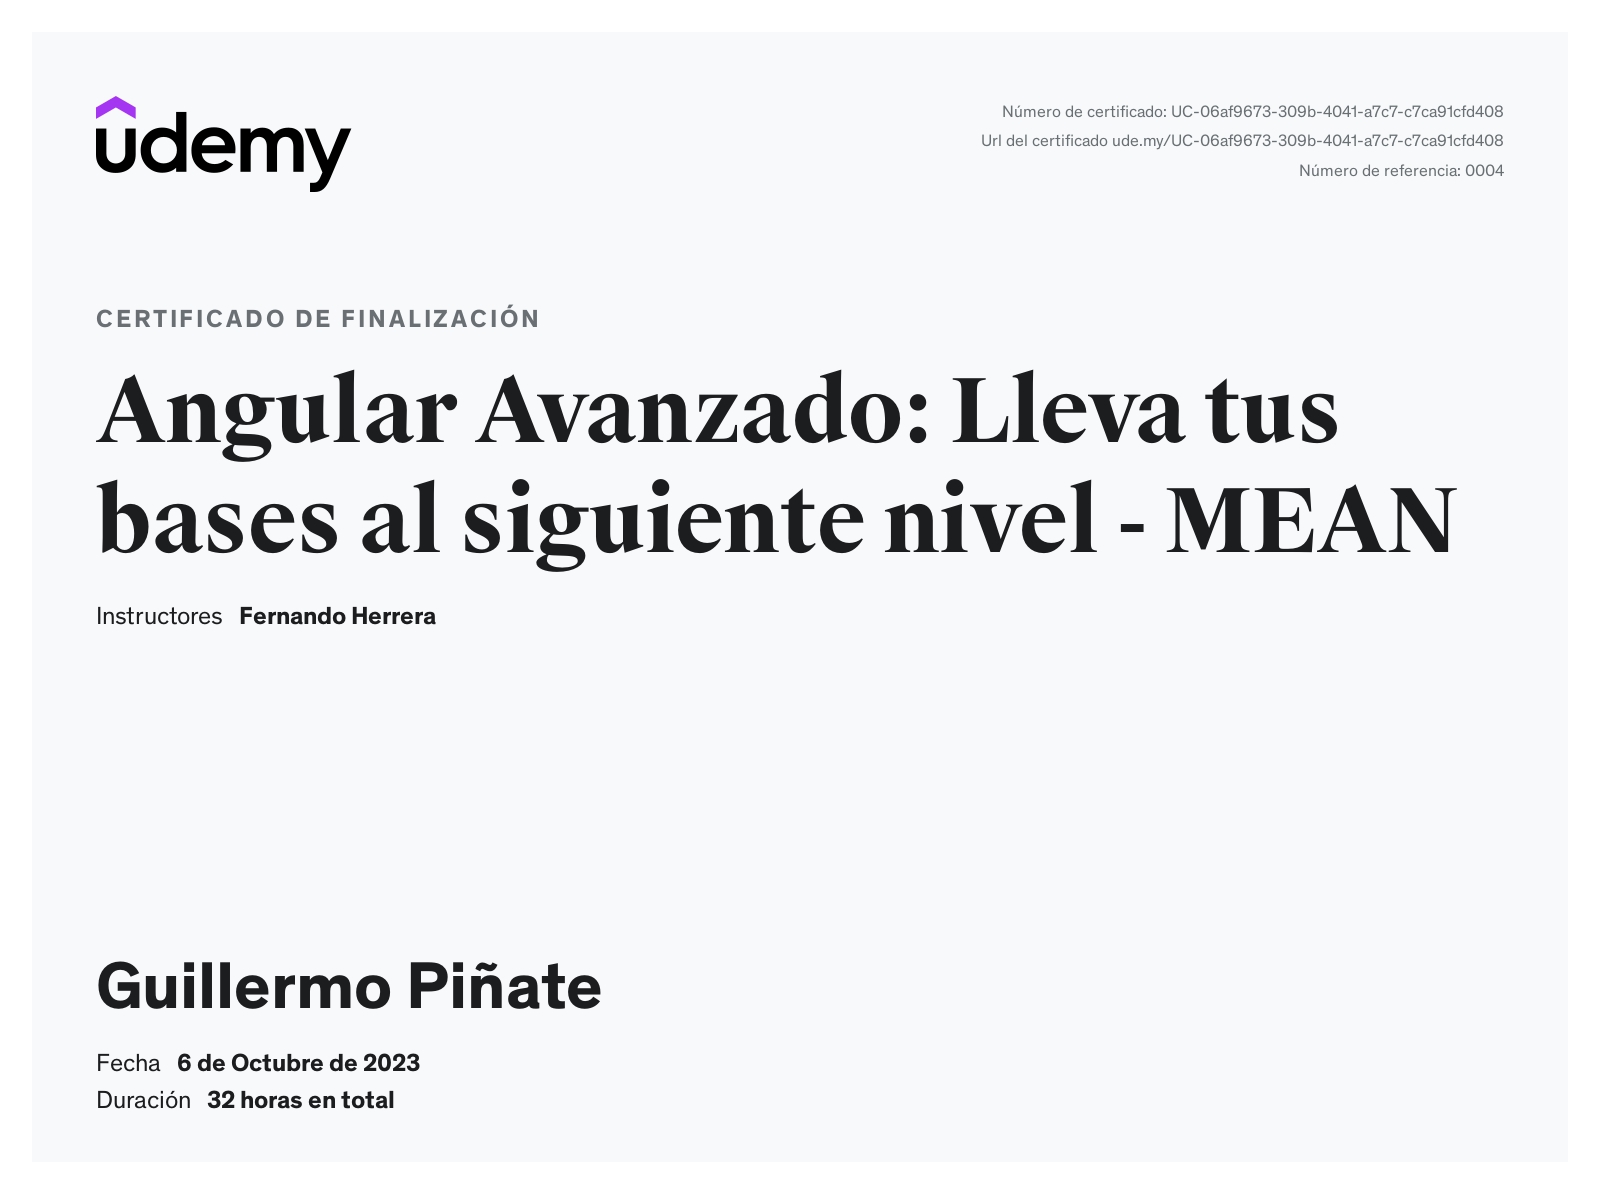 udemy
Número de certificado: UC-06af9673-309b-4041-a7c7-c7ca91cfd408
Url del certificado ude.my/UC-06af9673-309b-4041-a7c7-c7ca91cfd408
Número de referencia: 0004
CERTIFICADO DE FINALIZACIÓN
Angular Avanzado: Lleva tus
bases al siguiente nivel - MEAN
Instructores Fernando Herrera
Guillermo Piñate
Fecha 6 de Octubre de 2023
Duración 32 horas en total